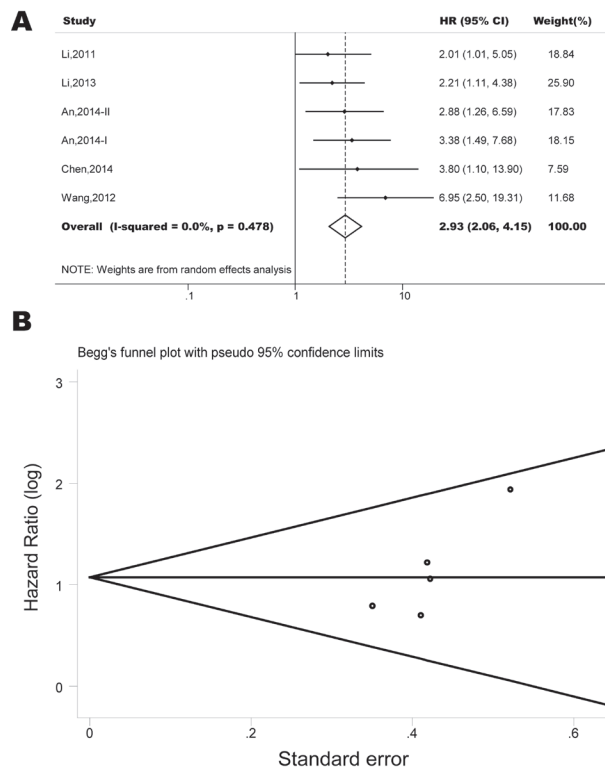 A
Study HR (95% CI) Weight(%)
Li,2011 2.01 (1.01, 5.05) 18.84
Li,2013 2.21 (1.11, 4.38) 25.90
An,2014-II 2.88 (1.26, 6.59) 17.83
An,2014-I 3.38 (1.49, 7.68) 18.15
Chen,2014 3.80 (1.10, 13.90) 7.59
Wang,2012 6.95 (2.50, 19.31) 11.68
Overall (I-squared = 0.0%, p = 0.478) 2.93 (2.06, 4.15) 100.00
NOTE: Weights are from random effects analysis
.1 1 10
B
Begg's funnel plot with pseudo 95% confidence limits
3
2
1
0
Hazard Ratio (log)
0 .2 .4 .6
Standard error